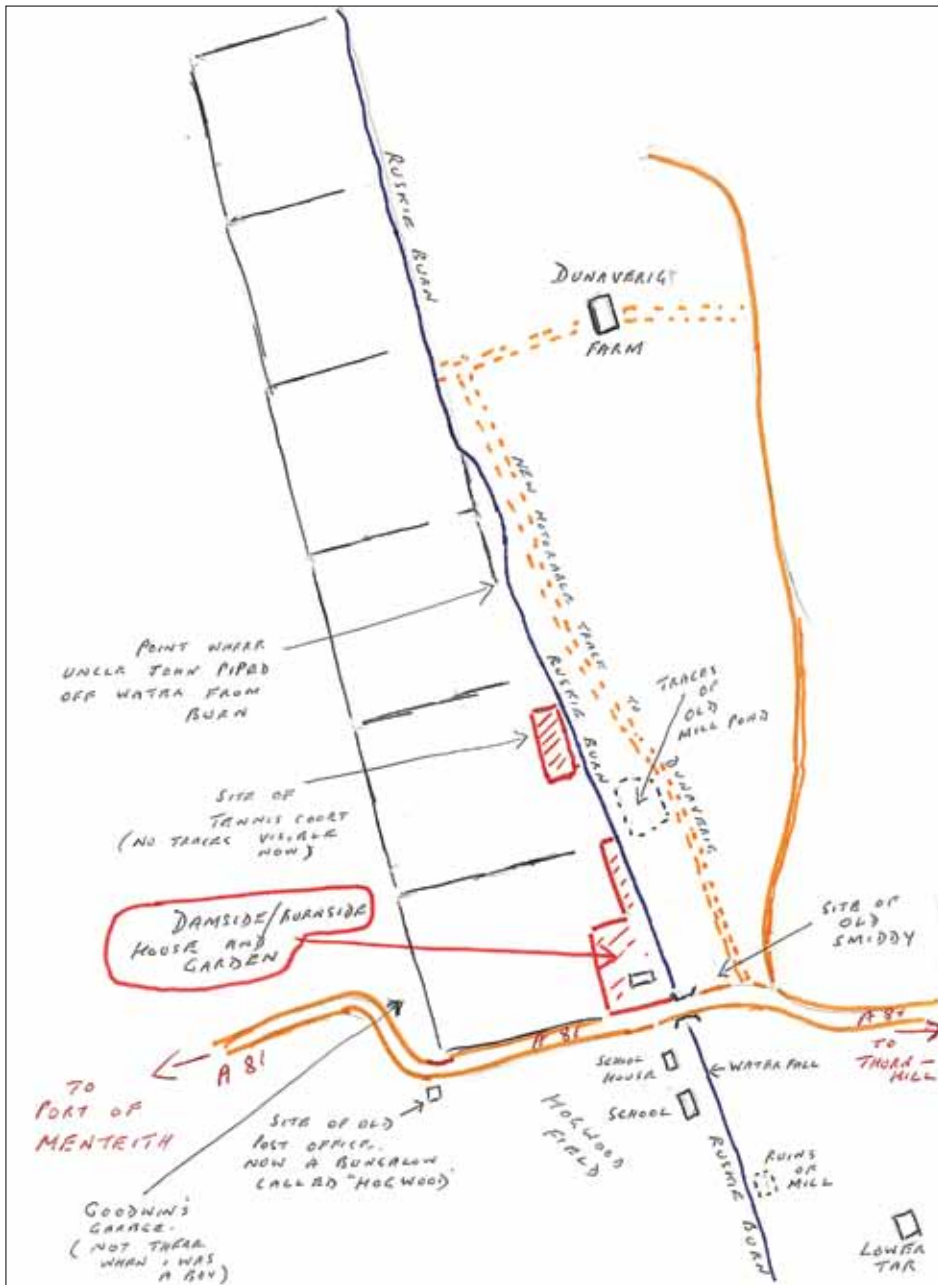 RUSKIE BURN
DUNAVERIG
FARM
NEW MOTORABLE TRACK TO DUNAVERIG
POINT WHERE
UNCLE JOHN PIPED
OFF WATER FROM
BURN
RUSKIE BURN
TRACES
OF
OLD
MILL POND
SITE OF
TENNIS COURT
(NO TRACES VISIBLE
NOW)
DAMSIDE/BURNSIDE
HOUSE AND
GARDEN
SITE OF
OLD
SMIDDY
A 81
A 81
A 81
TO
THORN-
HILL
TO
PORT OF
MENTEITH
SCHOOL
HOUSE
WATERFALL
SCHOOL
HOGWOOD
FIELD
SITE OF OLD
POST OFFICE.
NOW A BUNGALOW
CALLED "HOGWOOD"
RUINS
OF
MILL
RUSKIE BURN
GOODWIN'S
GARAGE.
(NOT THERE
WHEN I WAS
A BOY)
LOWER
TAR